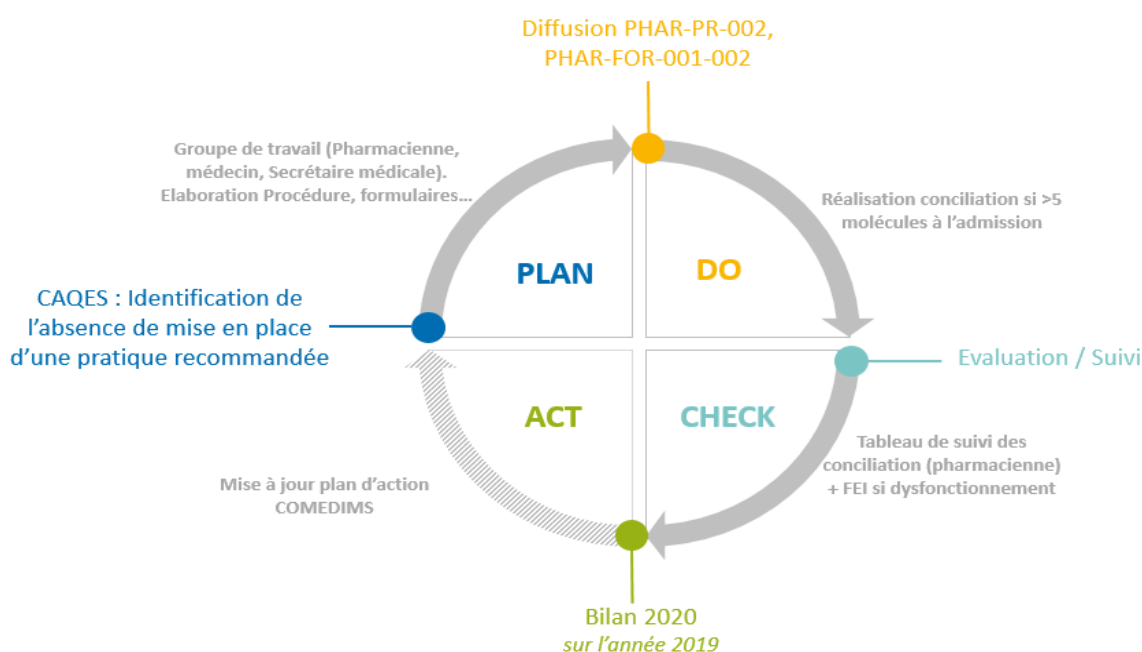 Diffusion PHAR-PR-002,
PHAR-FOR-001-002
Groupe de travail (Pharmacienne,
médecin, Secrétaire médicale).
Elaboration Procédure, formulaires...
Réalisation conciliation si >5
molécules à l'admission
PLAN
DO
CAQES : Identification de
l'absence de mise en place
d'une pratique recommandée
Evaluation / Suivi
ACT
CHECK
Tableau de suivi des
conciliation (pharmacienne)
+ FEI si dysfonctionnement
Mise à jour plan d'action
COMEDIMS
Bilan 2020
sur l'année 2019